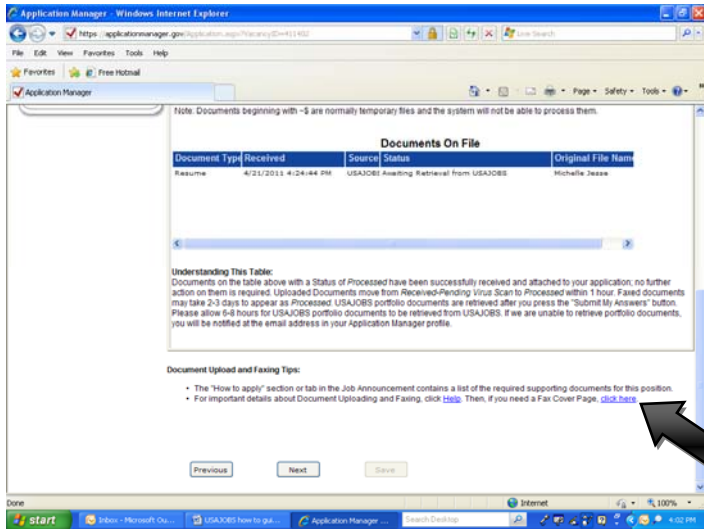 Application Manager - Windows Internet Explorer
https://applicationmanager.gov/Application.aspx?VacancyID=411402
Live Search
File Edit View Favorites Tools Help
Favorites Free Hotmail
Application Manager
Page Safety Tools
Note. Documents beginning with ~$ are normally temporary files and the system will not be able to process them.
Documents On File
Document Type Received Source Status Original File Name
Resume 4/21/2011 4:24:44 PM USAJOBS Awaiting Retrieval from USAJOBS Michelle Jesse
Understanding This Table:
Documents on the table above with a Status of Processed have been successfully received and attached to your application; no further
action on them is required. Uploaded Documents move from Received-Pending Virus Scan to Processed within 1 hour. Faxed documents
may take 2-3 days to appear as Processed. USAJOBS portfolio documents are retrieved after you press the "Submit My Answers" button.
Please allow 6-8 hours for USAJOBS portfolio documents to be retrieved from USAJOBS. If we are unable to retrieve portfolio documents,
you will be notified at the email address in your Application Manager profile.
Document Upload and Faxing Tips:
• The "How to apply" section or tab in the Job Announcement contains a list of the required supporting documents for this position.
• For important details about Document Uploading and Faxing, click Help. Then, if you need a Fax Cover Page, click here.
Previous Next Save
Done Internet 100%
start Inbox - Microsoft Ou... USAJOBS how to gui... Application Manager ... Search Desktop 4:02 PM